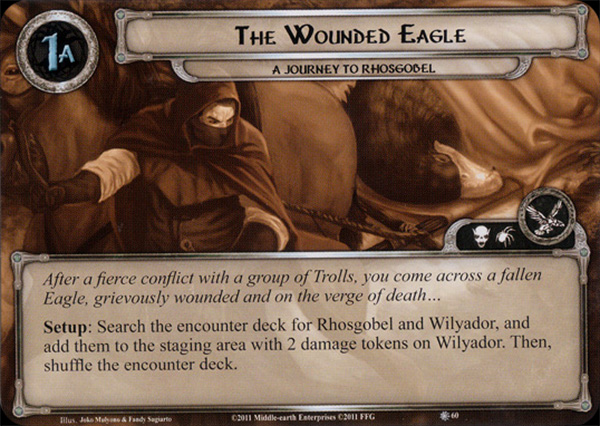 1A
THE WOUNDED EAGLE
A JOURNEY TO RHOSGOBEL
After a fierce conflict with a group of Trolls, you come across a fallen
Eagle, grievously wounded and on the verge of death…
Setup: Search the encounter deck for Rhosgobel and Wilyador, and
add them to the staging area with 2 damage tokens on Wilyador. Then,
shuffle the encounter deck.
Illus. Joko Mulyono & Fandy Sugiarto ©2011 Middle-earth Enterprises ©2011 FFG 60